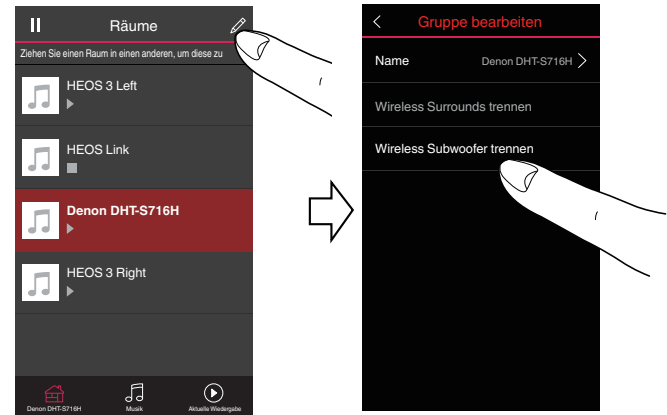 Räume
Ziehen Sie einen Raum in einen anderen, um diese zu
HEOS 3 Left
HEOS Link
Denon DHT-S716H
HEOS 3 Right
Denon DHT-S716H
Musik
Aktuelle Wiedergabe
Gruppe bearbeiten
Name Denon DHT-S716H
Wireless Surrounds trennen
Wireless Subwoofer trennen